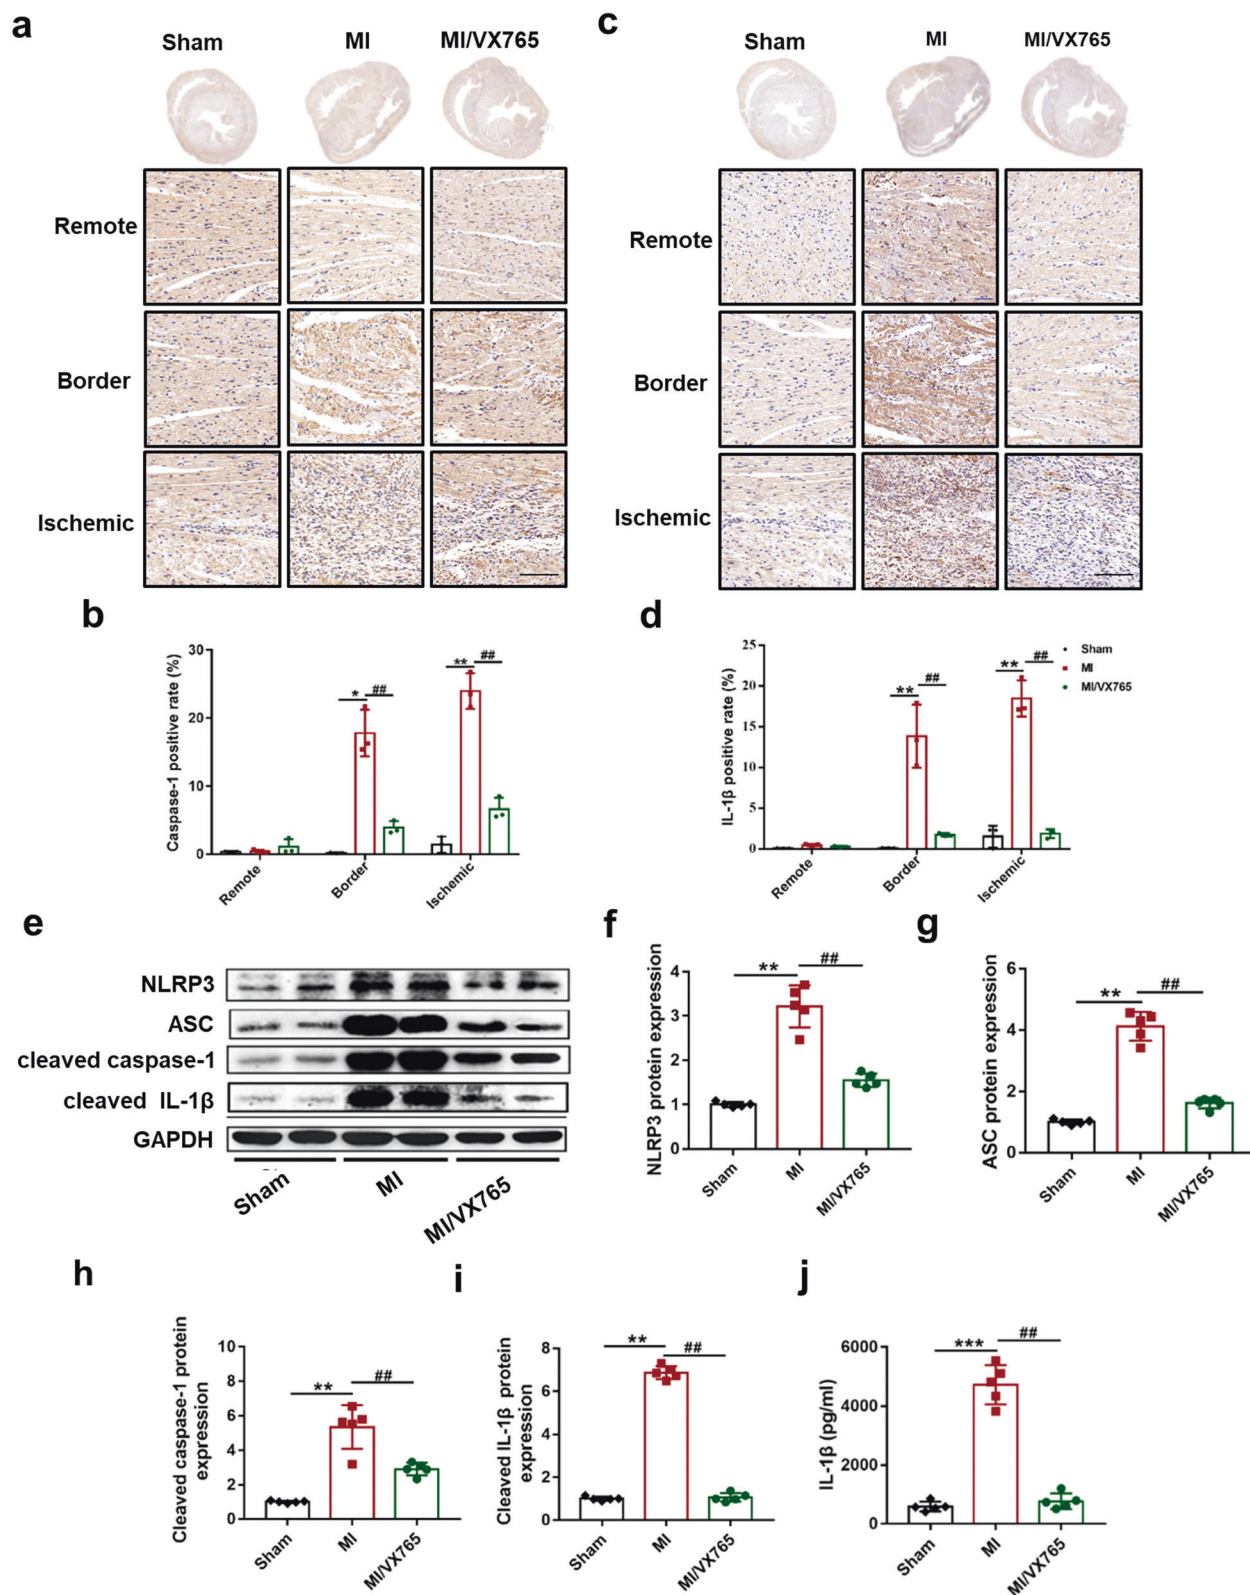 a
Sham MI MI/VX765
Remote
Border
Ischemic
c
Sham MI MI/VX765
Remote
Border
Ischemic
b
Caspase-1 positive rate (%)
30
20
10
0
* ## ** ##
Remote Border Ischemic
d
IL-1β positive rate (%)
25
20
15
10
5
0
** ## ** ##
Remote Border Ischemic
Sham
MI
MI/VX765
e
NLRP3
ASC
cleaved caspase-1
cleaved IL-1β
GAPDH
Sham MI MI/VX765
f
NLRP3 protein expression
4
3
2
1
0
** ##
Sham MI MI/VX765
g
ASC protein expression
6
4
2
0
** ##
Sham MI MI/VX765
h
Cleaved caspase-1 protein
expression
10
8
6
4
2
0
** ##
Sham MI MI/VX765
i
Cleaved IL-1β protein
expression
8
6
4
2
0
** ##
Sham MI MI/VX765
j
IL-1β (pg/ml)
6000
4000
2000
0
*** ##
Sham MI MI/VX765